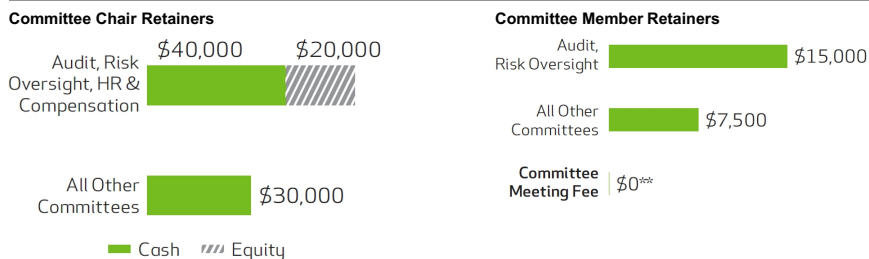 Committee Chair Retainers
$40,000 $20,000
Audit, Risk
Oversight, HR &
Compensation
All Other
Committees
$30,000
Cash Equity
Committee Member Retainers
Audit,
Risk Oversight
$15,000
All Other
Committees
$7,500
Committee
Meeting Fee
$0**